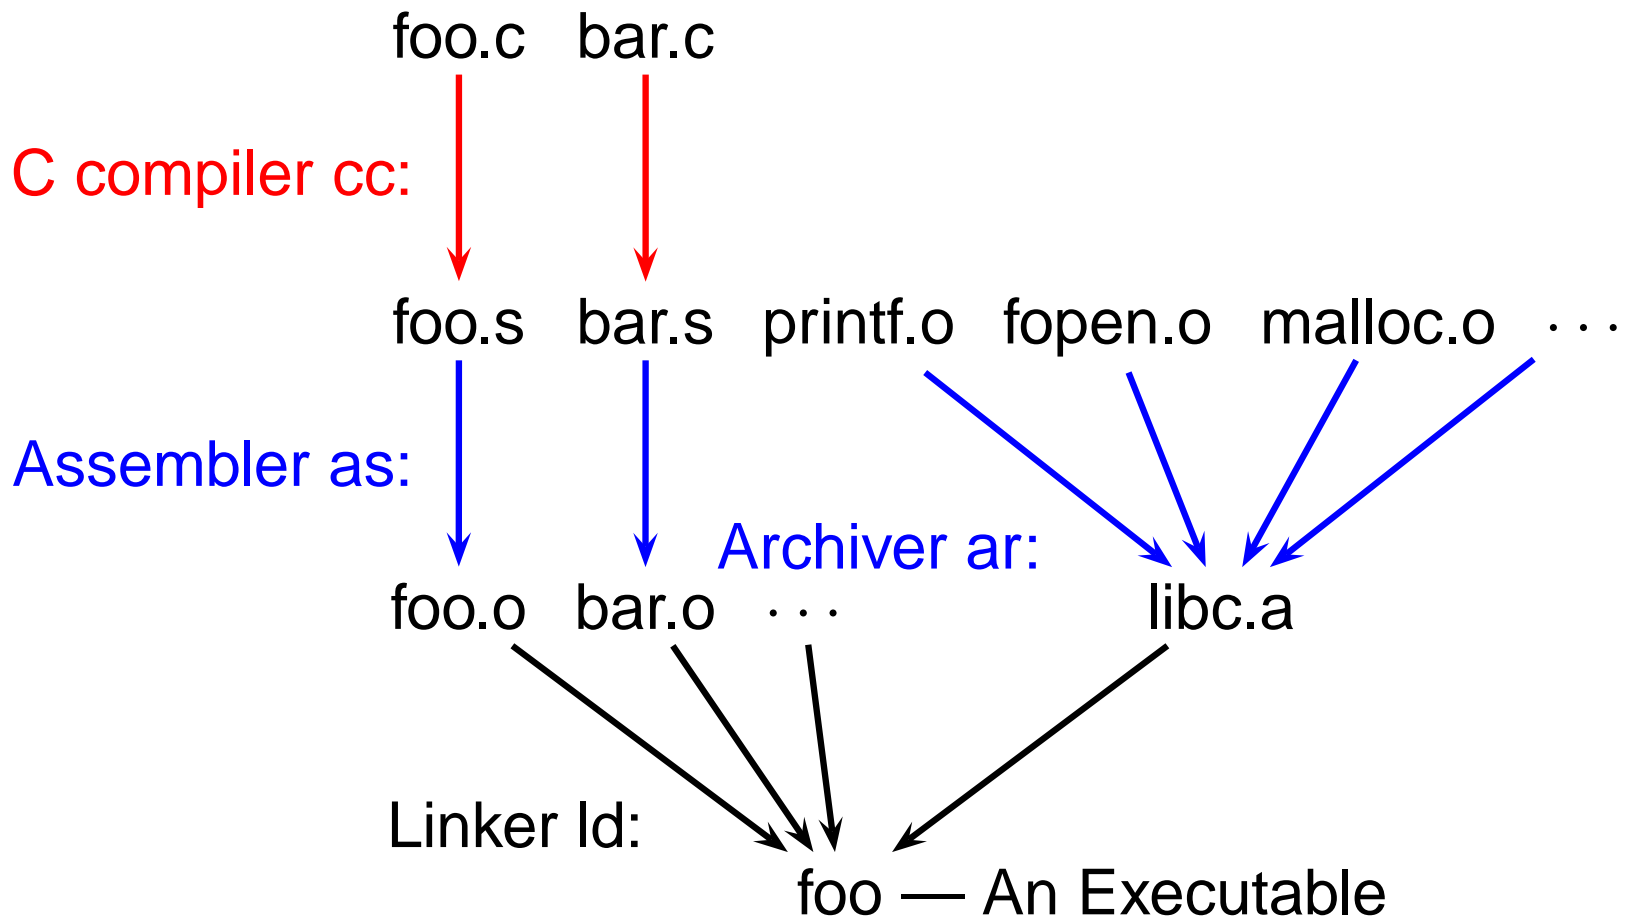 foo.c bar.c
C compiler cc:
foo.s bar.s printf.o fopen.o malloc.o · · ·
Assembler as:
Archiver ar:
foo.o bar.o · · · libc.a
Linker ld:
foo — An Executable